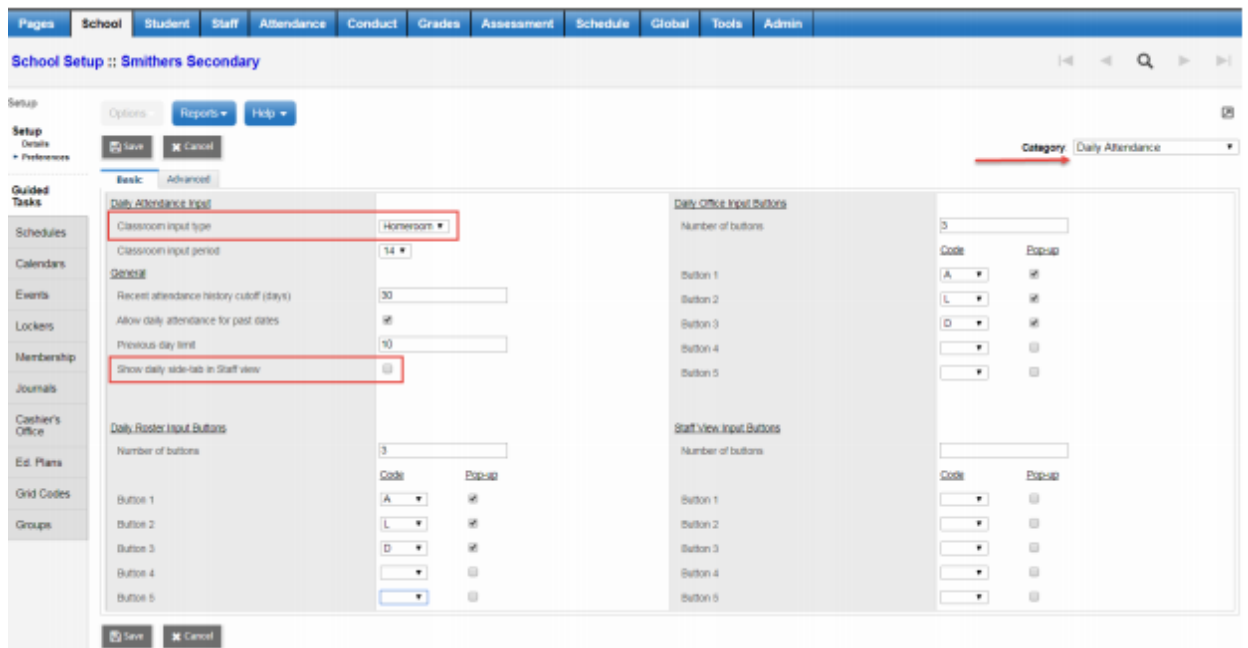 Pages School Student Staff Attendance Conduct Grades Assessment Schedule Global Tools Admin
School Setup :: Smithers Secondary
Setup
Options Reports Help
Setup
Details
Preferences
Save Cancel
Category: Daily Attendance
Basic Advanced
Guided
Tasks
Schedules
Calendars
Events
Lockers
Membership
Journals
Cashier's
Office
Ed. Plans
Grid Codes
Groups
Daily Attendance Input
Classroom input type Homeroom
Classroom input period 14
General
Recent attendance history cutoff (days) 30
Allow daily attendance for past dates
Previous day limit 10
Show daily side-tab in Staff view
Daily Office Input Buttons
Number of buttons 3
Code Pop-up
Button 1 A
Button 2 L
Button 3 D
Button 4
Button 5
Daily Roster Input Buttons
Number of buttons 3
Code Pop-up
Button 1 A
Button 2 L
Button 3 D
Button 4
Button 5
Staff View Input Buttons
Number of buttons
Code Pop-up
Button 1
Button 2
Button 3
Button 4
Button 5
Save Cancel